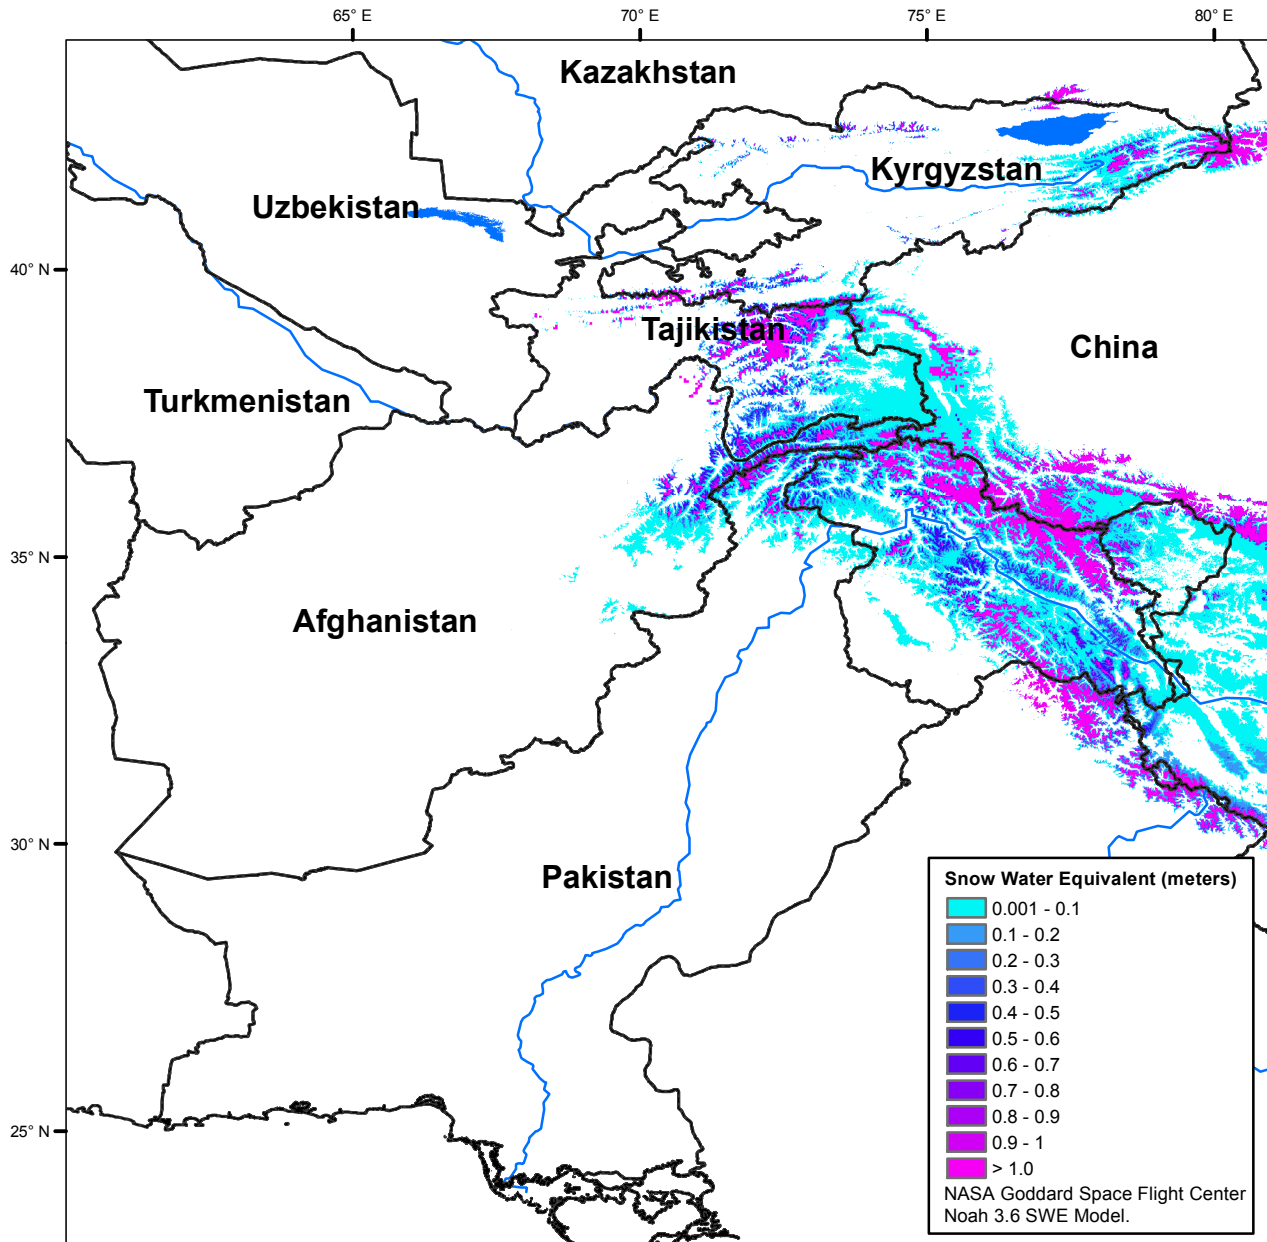 65° E
70° E
75° E
80° E
Kazakhstan
Kyrgyzstan
Uzbekistan
40° N
Tajikistan
China
Turkmenistan
35° N
Afghanistan
30° N
Pakistan
25° N
Snow Water Equivalent (meters)
0.001 - 0.1
0.1 - 0.2
0.2 - 0.3
0.3 - 0.4
0.4 - 0.5
0.5 - 0.6
0.6 - 0.7
0.7 - 0.8
0.8 - 0.9
0.9 - 1
> 1.0
NASA Goddard Space Flight Center
Noah 3.6 SWE Model.